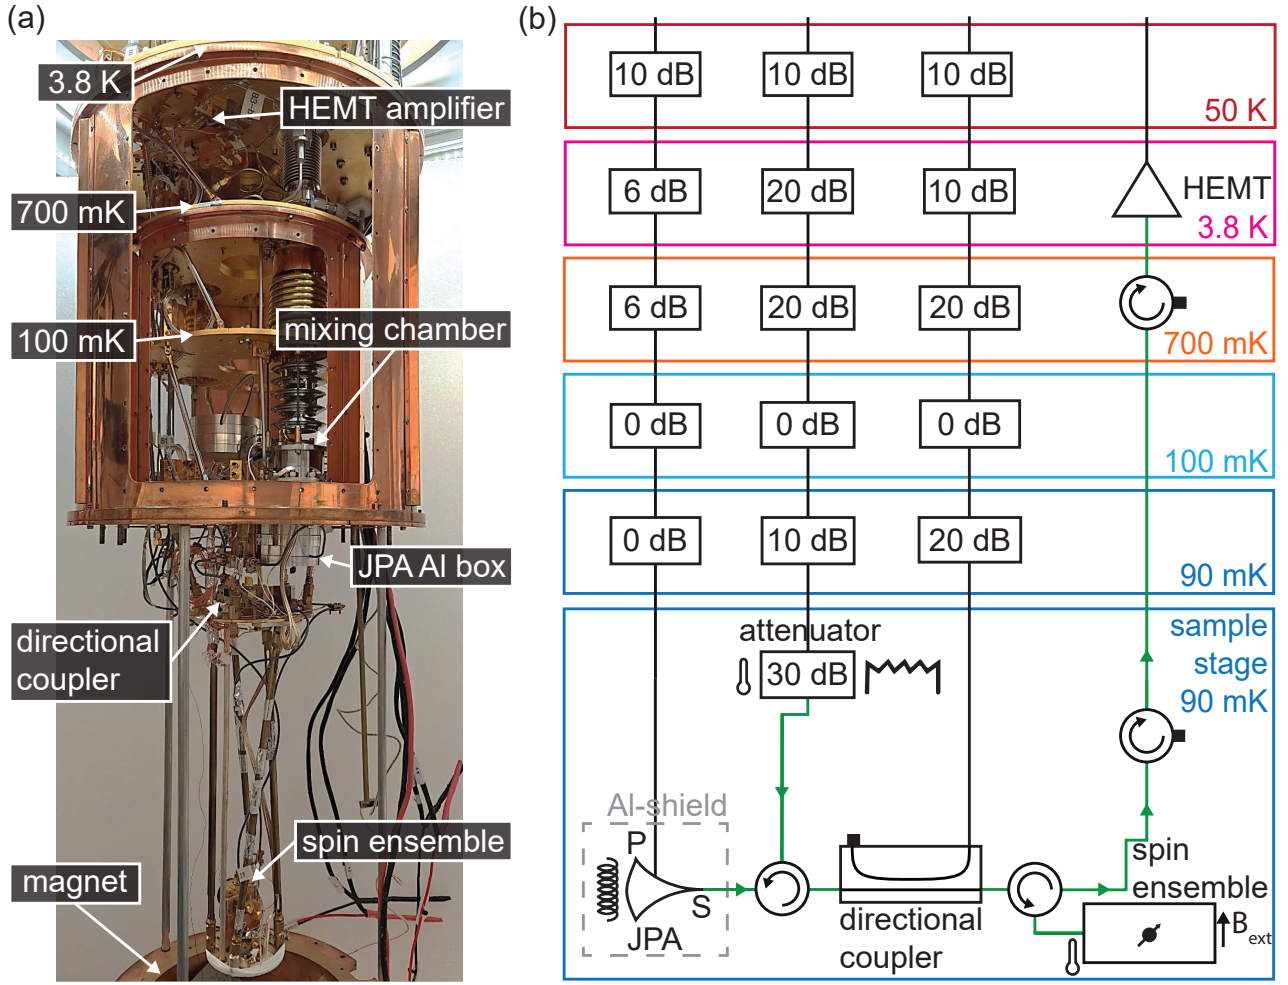 (a)
3.8 K
HEMT amplifier
700 mK
100 mK
mixing chamber
JPA Al box
directional
coupler
spin ensemble
magnet
(b)
10 dB 10 dB 10 dB
50 K
6 dB 20 dB 10 dB HEMT
3.8 K
6 dB 20 dB 20 dB
700 mK
0 dB 0 dB 0 dB
100 mK
0 dB 10 dB 20 dB
90 mK
sample
stage
90 mK
attenuator
30 dB
Al-shield
P
S
JPA
directional
coupler
spin
ensemble
Bext